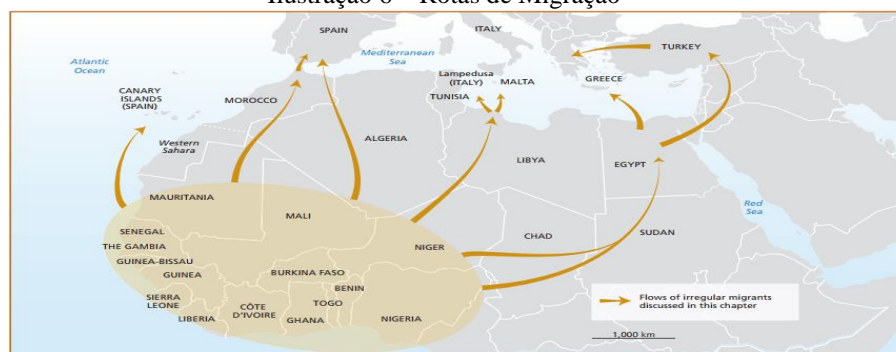 Ilustração 6 – Rotas de Migração
SPAIN
ITALY
Atlantic
Ocean
Mediterranean
Sea
TURKEY
GREECE
Lampedusa
(ITALY)
MALTA
TUNISIA
CANARY
ISLANDS
(SPAIN)
MOROCCO
ALGERIA
Western
Sahara
LIBYA
EGYPT
MAURITANIA
MALI
Red
Sea
SENEGAL
THE GAMBIA
GUINEA-BISSAU
GUINEA
NIGER
CHAD
SUDAN
BURKINA FASO
BENIN
SIERRA
LEONE
CÔTE
D'IVOIRE
TOGO
LIBERIA
GHANA
NIGERIA
Flows of irregular migrants
discussed in this chapter
1,000 km